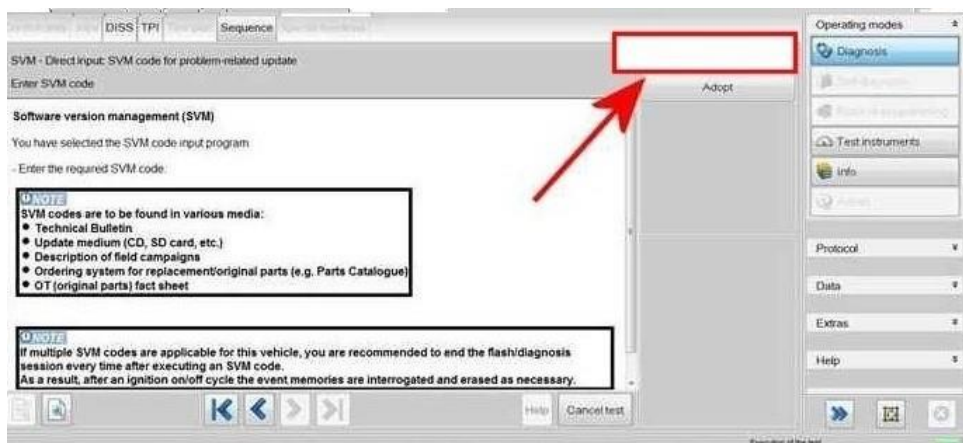 DISS TPI Sequence
Operating modes
SVM - Direct input: SVM code for problem-related update
Diagnosis
Enter SVM code
Adopt
Software version management (SVM)
You have selected the SVM code input program
Test instruments
- Enter the required SVM code:
Info
NOTE
SVM codes are to be found in various media:
● Technical Bulletin
● Update medium (CD, SD card, etc.)
● Description of field campaigns
● Ordering system for replacement/original parts (e.g. Parts Catalogue)
● OT (original parts) fact sheet
Protocol
Data
Extras
NOTE
If multiple SVM codes are applicable for this vehicle, you are recommended to end the flash/diagnosis
session every time after executing an SVM code.
As a result, after an ignition on/off cycle the event memories are interrogated and erased as necessary.
Help
Help Cancel test